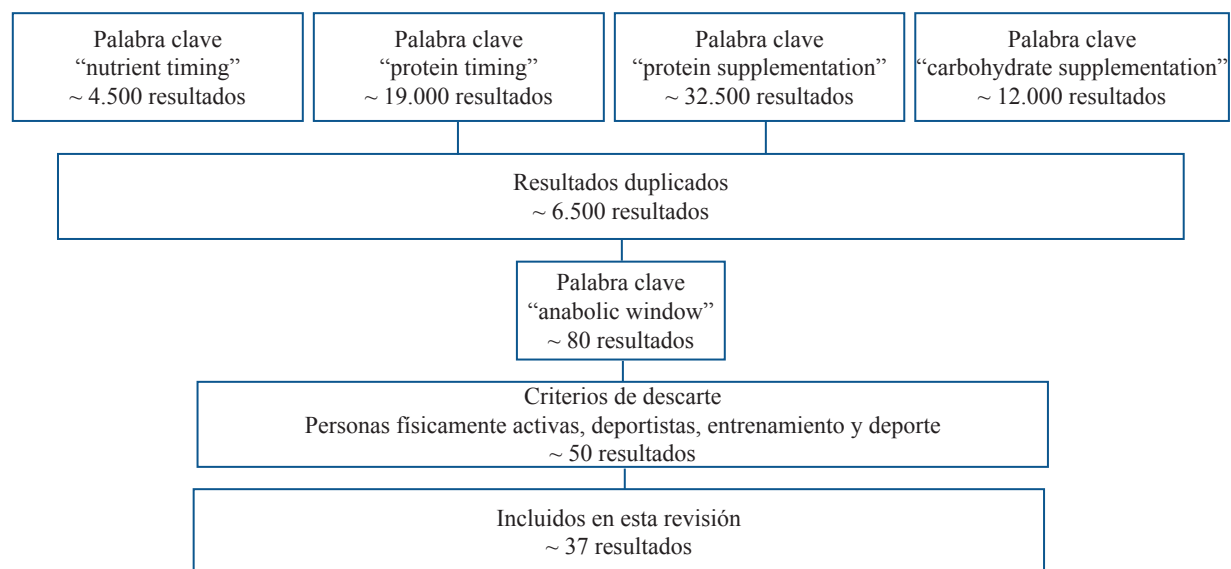 Palabra clave
“nutrient timing”
~ 4.500 resultados
Palabra clave
“protein timing”
~ 19.000 resultados
Palabra clave
“protein supplementation”
~ 32.500 resultados
Palabra clave
“carbohydrate supplementation”
~ 12.000 resultados
Resultados duplicados
~ 6.500 resultados
Palabra clave
“anabolic window”
~ 80 resultados
Criterios de descarte
Personas físicamente activas, deportistas, entrenamiento y deporte
~ 50 resultados
Incluidos en esta revisión
~ 37 resultados